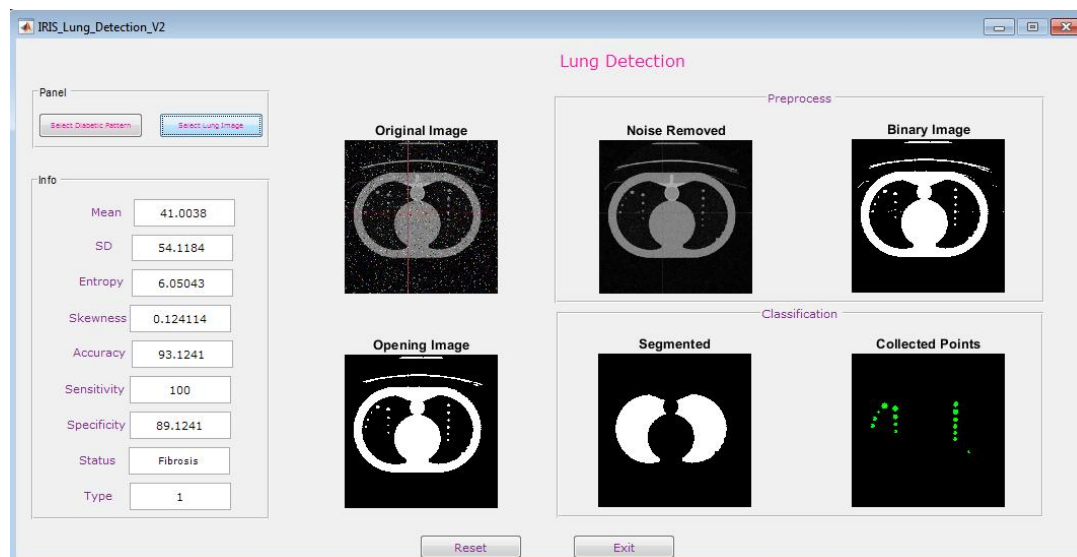 IRIS_Lung_Detection_V2
Lung Detection
Panel
Select Diabetic Pattern
Select Lung Image
Info
Mean 41.0038
SD 54.1184
Entropy 6.05043
Skewness 0.124114
Accuracy 93.1241
Sensitivity 100
Specificity 89.1241
Status Fibrosis
Type 1
Original Image
Preprocess
Noise Removed
Binary Image
Opening Image
Classification
Segmented
Collected Points
Reset
Exit